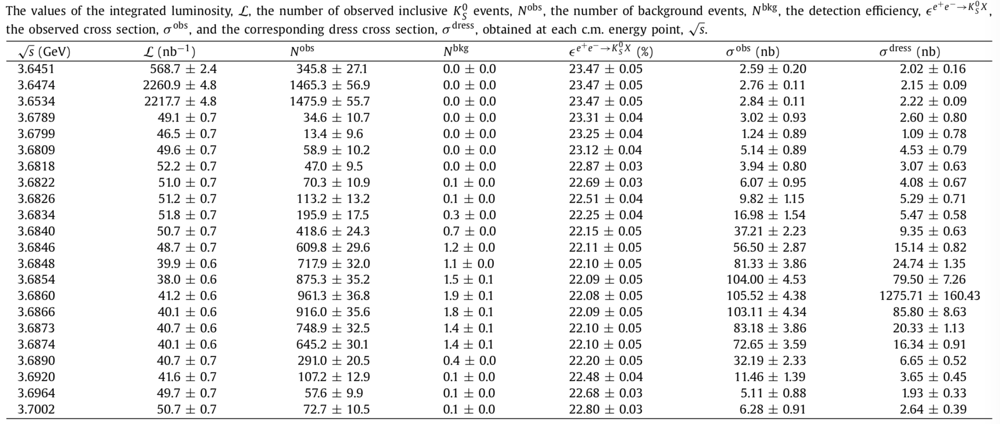 The values of the integrated luminosity, ℒ, the number of observed inclusive K_S^0 events, N^obs, the number of background events, N^bkg, the detection efficiency, ϵ^{e⁺e⁻→K_S^0 X},
the observed cross section, σ^obs, and the corresponding dress cross section, σ^dress, obtained at each c.m. energy point, √s.
√s (GeV) ℒ (nb⁻¹) N^obs N^bkg ϵ^{e⁺e⁻→K_S^0 X} (%) σ^obs (nb) σ^dress (nb)
3.6451 568.7 ± 2.4 345.8 ± 27.1 0.0 ± 0.0 23.47 ± 0.05 2.59 ± 0.20 2.02 ± 0.16
3.6474 2260.9 ± 4.8 1465.3 ± 56.9 0.0 ± 0.0 23.47 ± 0.05 2.76 ± 0.11 2.15 ± 0.09
3.6534 2217.7 ± 4.8 1475.9 ± 55.7 0.0 ± 0.0 23.47 ± 0.05 2.84 ± 0.11 2.22 ± 0.09
3.6789 49.1 ± 0.7 34.6 ± 10.7 0.0 ± 0.0 23.31 ± 0.04 3.02 ± 0.93 2.60 ± 0.80
3.6799 46.5 ± 0.7 13.4 ± 9.6 0.0 ± 0.0 23.25 ± 0.04 1.24 ± 0.89 1.09 ± 0.78
3.6809 49.6 ± 0.7 58.9 ± 10.2 0.0 ± 0.0 23.12 ± 0.04 5.14 ± 0.89 4.53 ± 0.79
3.6818 52.2 ± 0.7 47.0 ± 9.5 0.0 ± 0.0 22.87 ± 0.03 3.94 ± 0.80 3.07 ± 0.63
3.6822 51.0 ± 0.7 70.3 ± 10.9 0.1 ± 0.0 22.69 ± 0.03 6.07 ± 0.95 4.08 ± 0.67
3.6826 51.2 ± 0.7 113.2 ± 13.2 0.1 ± 0.0 22.51 ± 0.04 9.82 ± 1.15 5.29 ± 0.71
3.6834 51.8 ± 0.7 195.9 ± 17.5 0.3 ± 0.0 22.25 ± 0.04 16.98 ± 1.54 5.47 ± 0.58
3.6840 50.7 ± 0.7 418.6 ± 24.3 0.7 ± 0.0 22.15 ± 0.05 37.21 ± 2.23 9.35 ± 0.63
3.6846 48.7 ± 0.7 609.8 ± 29.6 1.2 ± 0.0 22.11 ± 0.05 56.50 ± 2.87 15.14 ± 0.82
3.6848 39.9 ± 0.6 717.9 ± 32.0 1.1 ± 0.0 22.10 ± 0.05 81.33 ± 3.86 24.74 ± 1.35
3.6854 38.0 ± 0.6 875.3 ± 35.2 1.5 ± 0.1 22.09 ± 0.05 104.00 ± 4.53 79.50 ± 7.26
3.6860 41.2 ± 0.6 961.3 ± 36.8 1.9 ± 0.1 22.08 ± 0.05 105.52 ± 4.38 1275.71 ± 160.43
3.6866 40.1 ± 0.6 916.0 ± 35.6 1.8 ± 0.1 22.09 ± 0.05 103.11 ± 4.34 85.80 ± 8.63
3.6873 40.7 ± 0.6 748.9 ± 32.5 1.4 ± 0.1 22.10 ± 0.05 83.18 ± 3.86 20.33 ± 1.13
3.6874 40.1 ± 0.6 645.2 ± 30.1 1.4 ± 0.1 22.10 ± 0.05 72.65 ± 3.59 16.34 ± 0.91
3.6890 40.7 ± 0.7 291.0 ± 20.5 0.4 ± 0.0 22.20 ± 0.05 32.19 ± 2.33 6.65 ± 0.52
3.6920 41.6 ± 0.7 107.2 ± 12.9 0.1 ± 0.0 22.48 ± 0.04 11.46 ± 1.39 3.65 ± 0.45
3.6964 49.7 ± 0.7 57.6 ± 9.9 0.1 ± 0.0 22.68 ± 0.03 5.11 ± 0.88 1.93 ± 0.33
3.7002 50.7 ± 0.7 72.7 ± 10.5 0.1 ± 0.0 22.80 ± 0.03 6.28 ± 0.91 2.64 ± 0.39